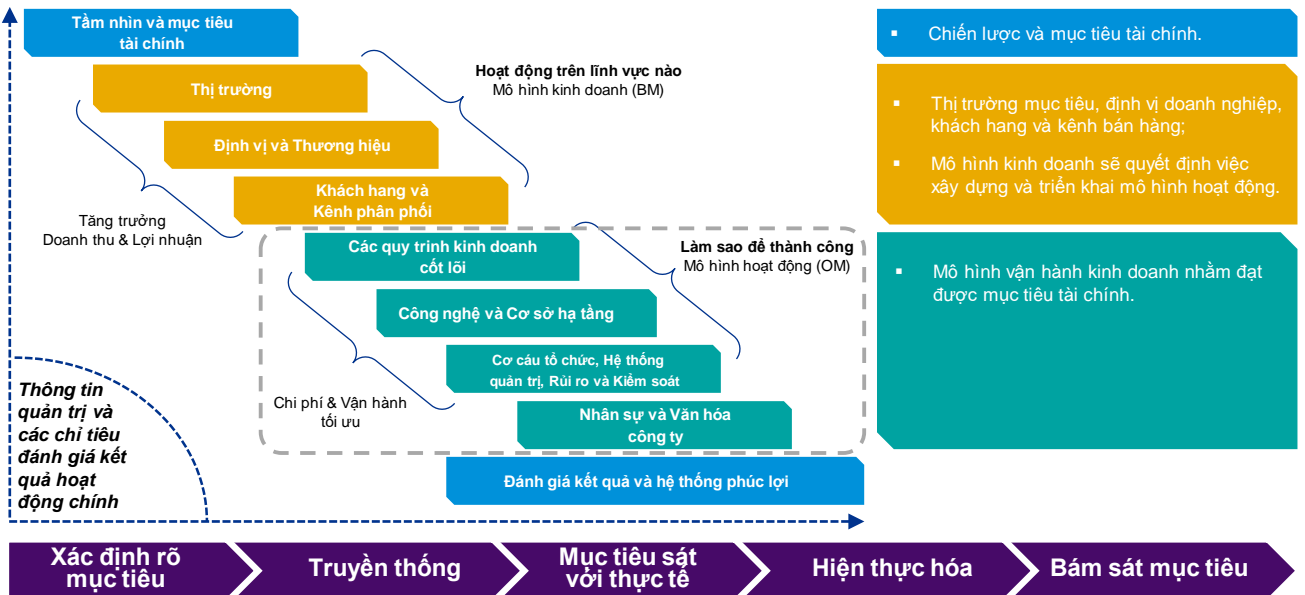 Tầm nhìn và mục tiêu
tài chính
Thị trường
Định vị và Thương hiệu
Khách hang và
Kênh phân phối
Hoạt động trên lĩnh vực nào
Mô hình kinh doanh (BM)
Tăng trưởng
Doanh thu & Lợi nhuận
Các quy trinh kinh doanh
cốt lõi
Công nghệ và Cơ sở hạ tầng
Cơ cáu tổ chức, Hệ thống
quản trị, Rủi ro và Kiểm soát
Nhân sự và Văn hóa
công ty
Làm sao để thành công
Mô hình hoạt động (OM)
Chi phí & Vận hành
tối ưu
Đánh giá kết quả và hệ thống phúc lợi
Thông tin
quản trị và
các chỉ tiêu
đánh giá kết
quả hoạt
động chính
▪ Chiến lược và mục tiêu tài chính.
▪ Thị trường mục tiêu, định vị doanh nghiệp,
khách hang và kênh bán hàng;
▪ Mô hình kinh doanh sẽ quyết định việc
xây dựng và triển khai mô hình hoạt động.
▪ Mô hình vận hành kinh doanh nhằm đạt
được mục tiêu tài chính.
Xác định rõ
mục tiêu
Truyền thống
Mục tiêu sát
với thực tế
Hiện thực hóa
Bám sát mục tiêu